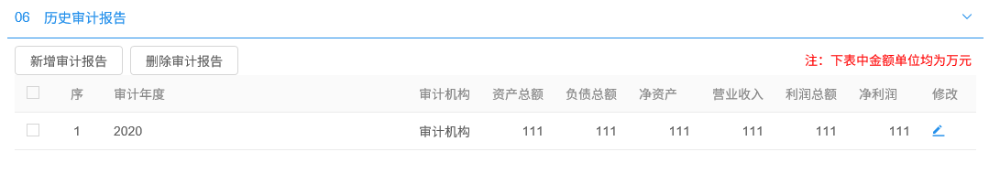 06 历史审计报告
新增审计报告 删除审计报告 注：下表中金额单位均为万元
序 审计年度 审计机构 资产总额 负债总额 净资产 营业收入 利润总额 净利润 修改
1 2020 审计机构 111 111 111 111 111 111